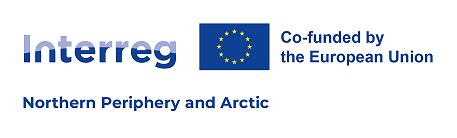 Interreg
Co-funded by
the European Union
Northern Periphery and Arctic